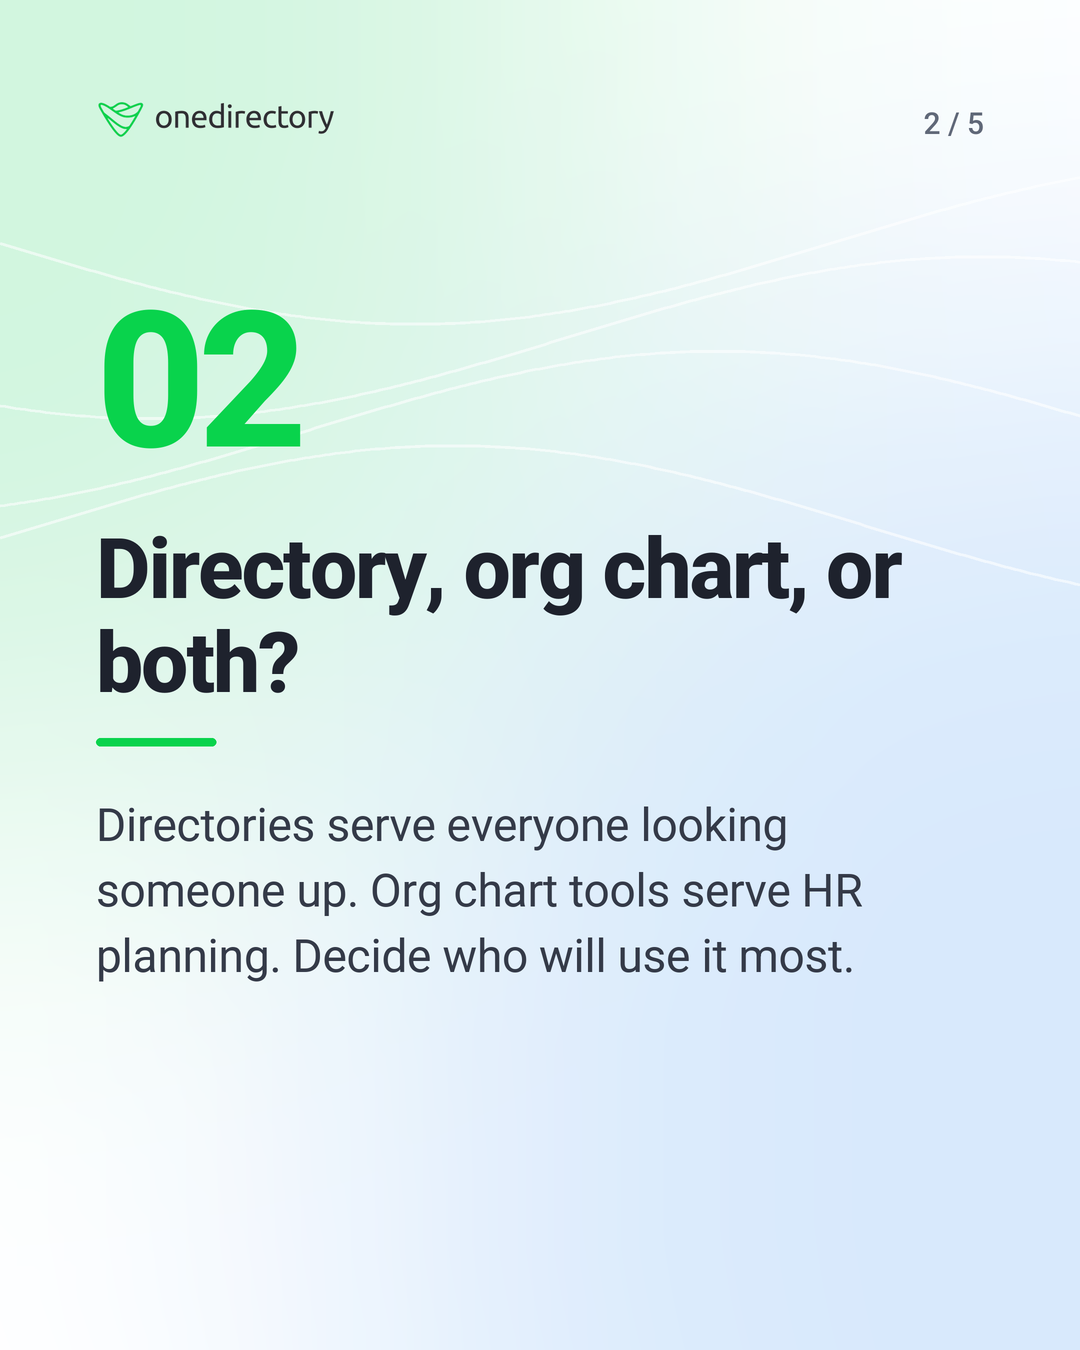 onedirectory
2 / 5
02
Directory, org chart, or
both?
Directories serve everyone looking
someone up. Org chart tools serve HR
planning. Decide who will use it most.